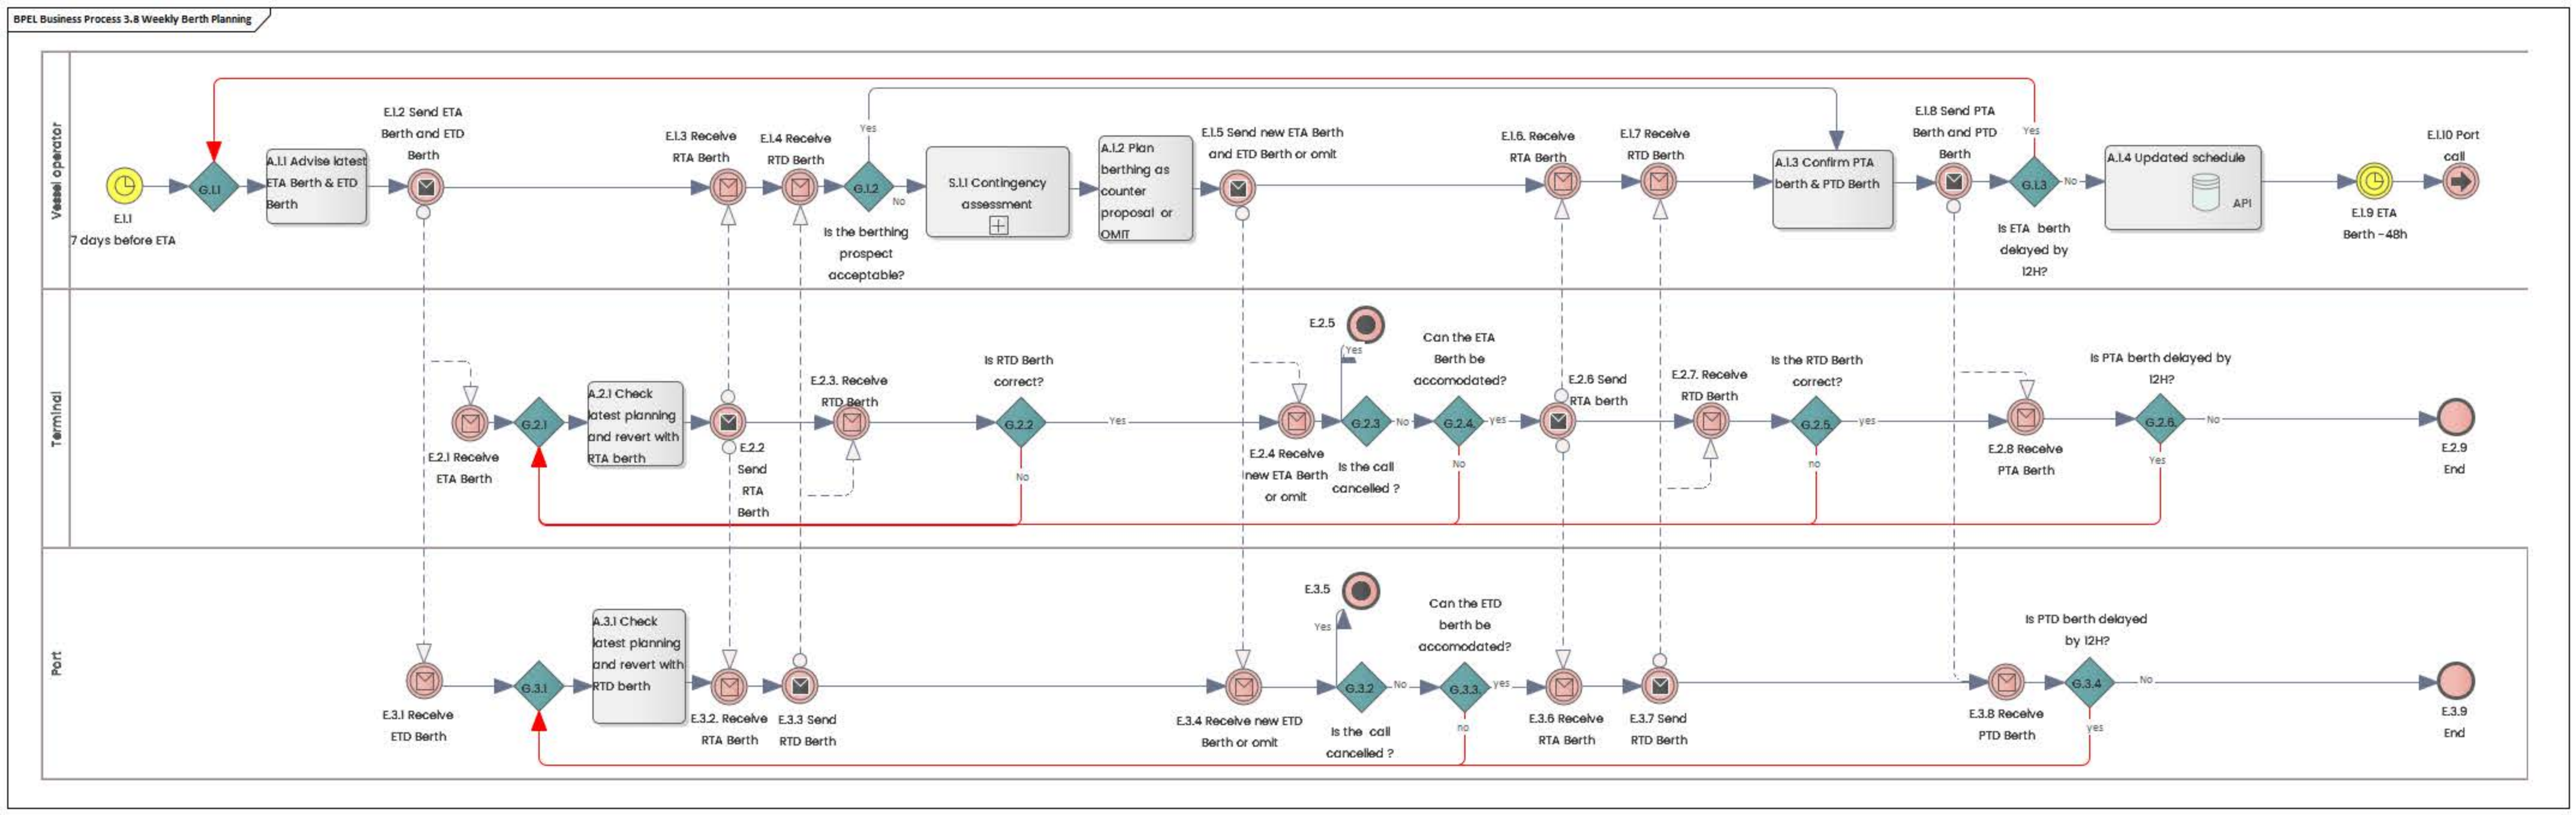 BPEL Business Process 3.8 Weekly Berth Planning
Vessel operator
E.1.1
7 days before ETA
G.1.1
A.1.1 Advise latest
ETA Berth & ETD
Berth
E.1.2 Send ETA
Berth and ETD
Berth
E.1.3 Receive
RTA Berth
E.1.4 Receive
RTD Berth
Yes
G.1.2
No
Is the berthing
prospect
acceptable?
S.1.1 Contingency
assessment
A.1.2 Plan
berthing as
counter
proposal or
OMIT
E.1.5 Send new ETA Berth
and ETD Berth or omit
E.1.6. Receive
RTA Berth
E.1.7 Receive
RTD Berth
A.1.3 Confirm PTA
berth & PTD Berth
E.1.8 Send PTA
Berth and PTD
Berth
Yes
G.1.3
No
Is ETA berth
delayed by
12H?
A.1.4 Updated schedule
API
E.1.9 ETA
Berth -48h
E.1.10 Port
call
Terminal
E.2.1 Receive
ETA Berth
G.2.1
A.2.1 Check
latest planning
and revert with
RTA berth
E.2.2
Send
RTA
Berth
E.2.3. Receive
RTD Berth
Is RTD Berth
correct?
G.2.2
Yes
No
E.2.4 Receive
new ETA Berth
or omit
E.2.5
Yes
G.2.3
No
Is the call
cancelled ?
Can the ETA
Berth be
accomodated?
G.2.4.
yes
No
E.2.6 Send
RTA berth
E.2.7. Receive
RTD Berth
Is the RTD Berth
correct?
G.2.5.
yes
no
E.2.8 Receive
PTA Berth
Is PTA berth delayed by
12H?
G.2.6.
No
Yes
E.2.9
End
Port
E.3.1 Receive
ETD Berth
G.3.1
A.3.1 Check
latest planning
and revert with
RTD berth
E.3.2. Receive
RTA Berth
E.3.3 Send
RTD Berth
E.3.4 Receive new ETD
Berth or omit
E.3.5
Yes
G.3.2
No
Is the call
cancelled ?
Can the ETD
berth be
accomodated?
G.3.3.
yes
no
E.3.6 Receive
RTA Berth
E.3.7 Send
RTD Berth
E.3.8 Receive
PTD Berth
Is PTD berth delayed
by 12H?
G.3.4
No
yes
E.3.9
End